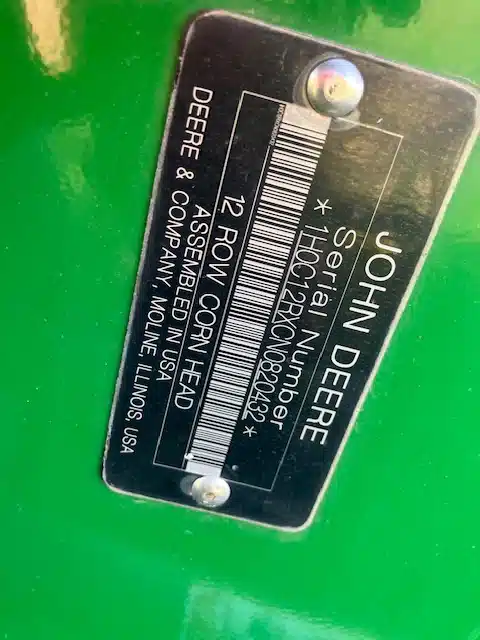 JOHN DEERE
Serial Number
*1H0C12RXCN0820432*
12 ROW CORN HEAD
ASSEMBLED IN USA
DEERE & COMPANY, MOLINE, ILLINOIS, USA